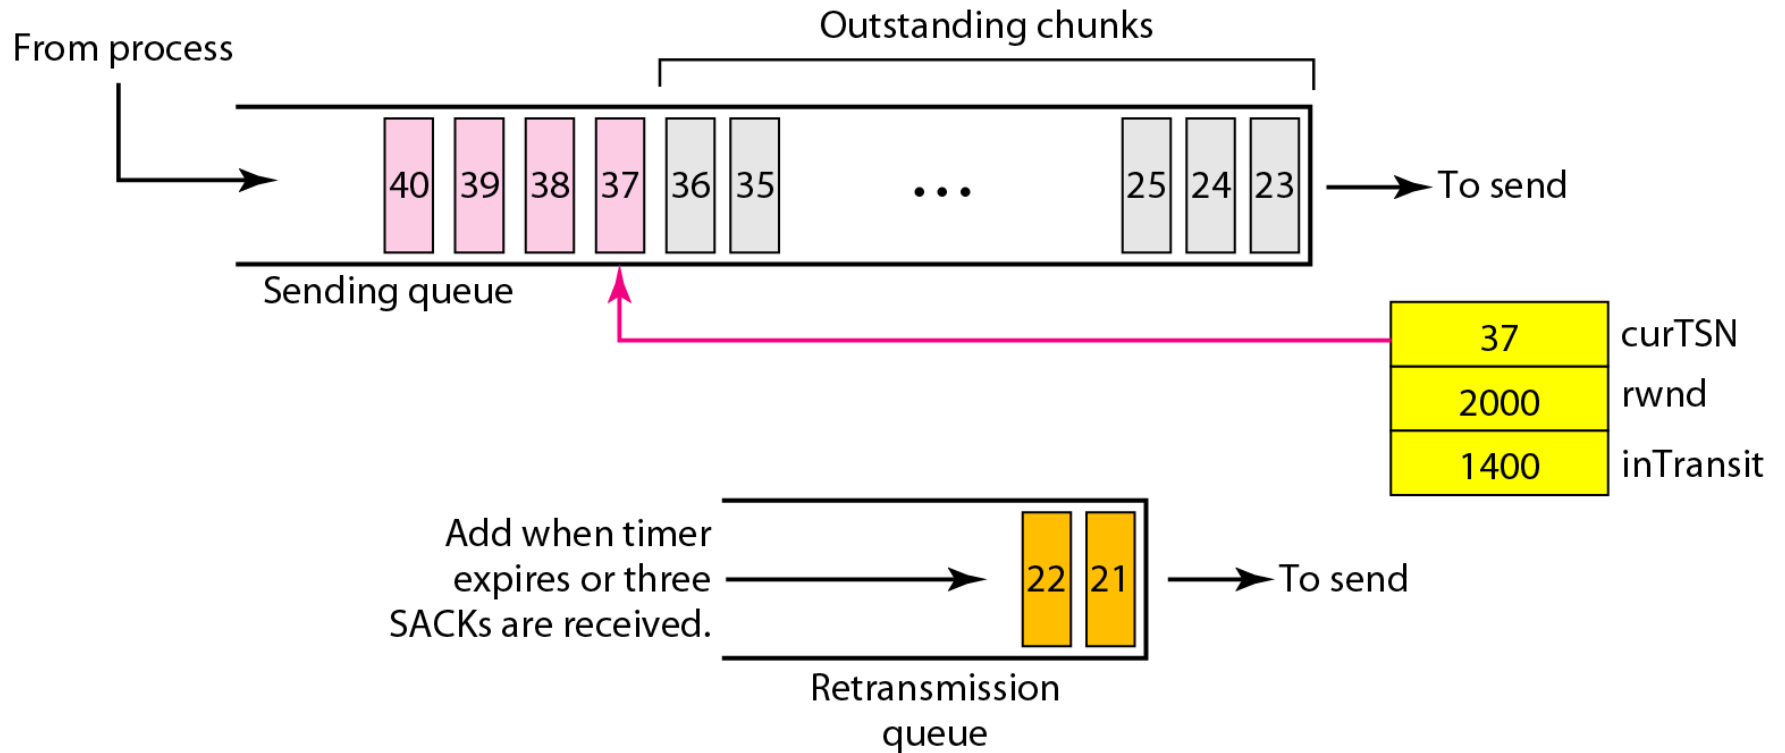 Outstanding chunks
From process
40 39 38 37 36 35 ... 25 24 23
To send
Sending queue
37 curTSN
2000 rwnd
1400 inTransit
Add when timer
expires or three
SACKs are received.
22 21
To send
Retransmission
queue